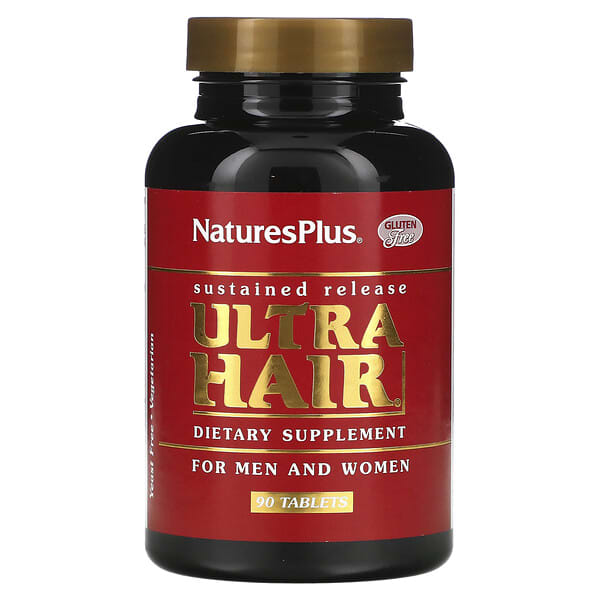 NaturesPlus®
GLUTEN
Free
sustained release
ULTRA
HAIR®
DIETARY SUPPLEMENT
FOR MEN AND WOMEN
90 TABLETS
Yeast Free • Vegetarian